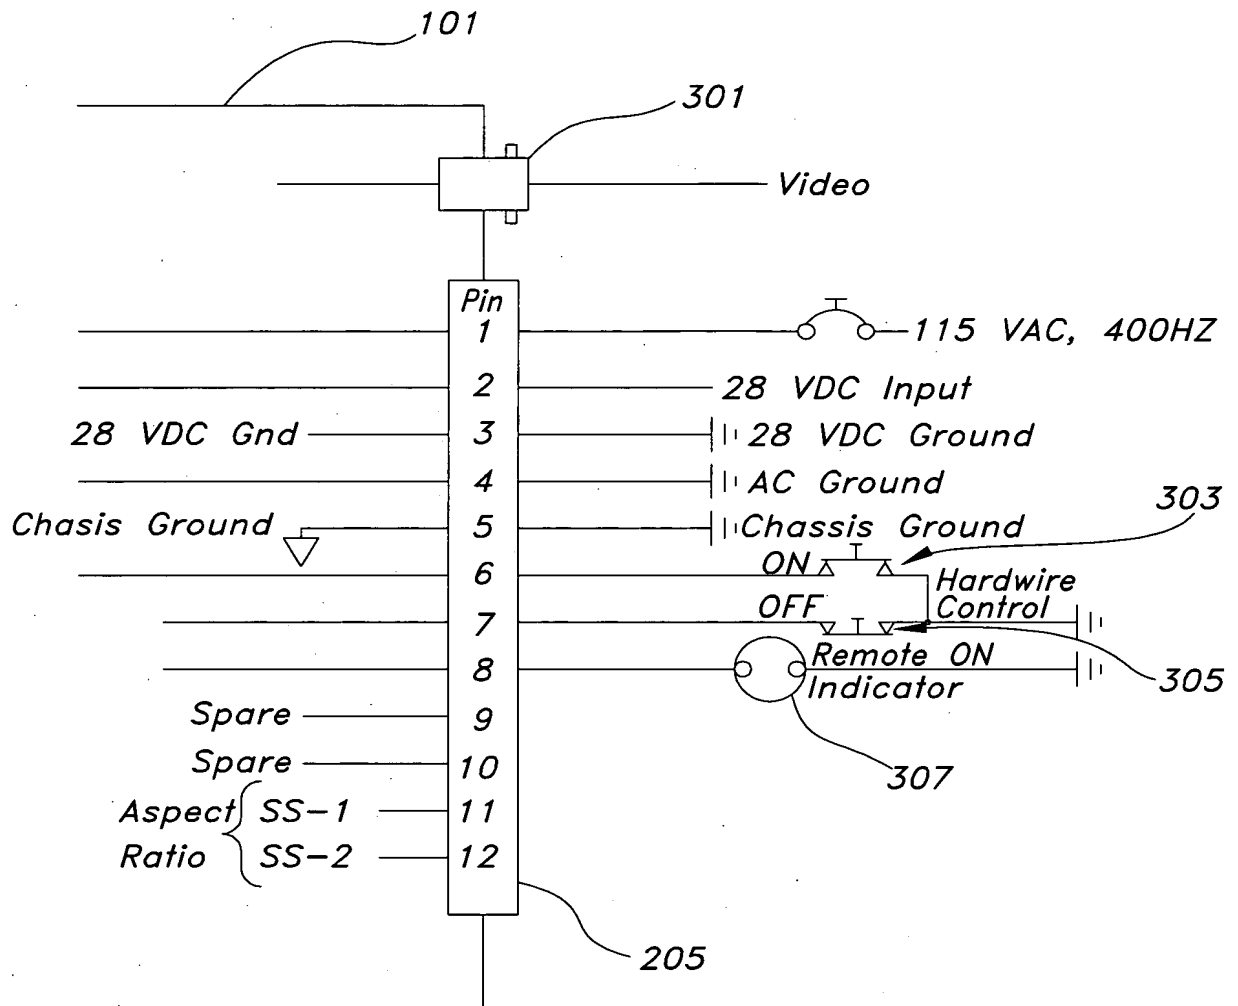 101
301
Video
Pin
1 115 VAC, 400HZ
2 28 VDC Input
28 VDC Gnd 3 28 VDC Ground
4 AC Ground
303
Chasis Ground 5 Chassis Ground
6 ON
Hardwire
Control
7 OFF
8 Remote ON
Indicator
305
Spare 9
307
Spare 10
Aspect SS-1 11
Ratio SS-2 12
205